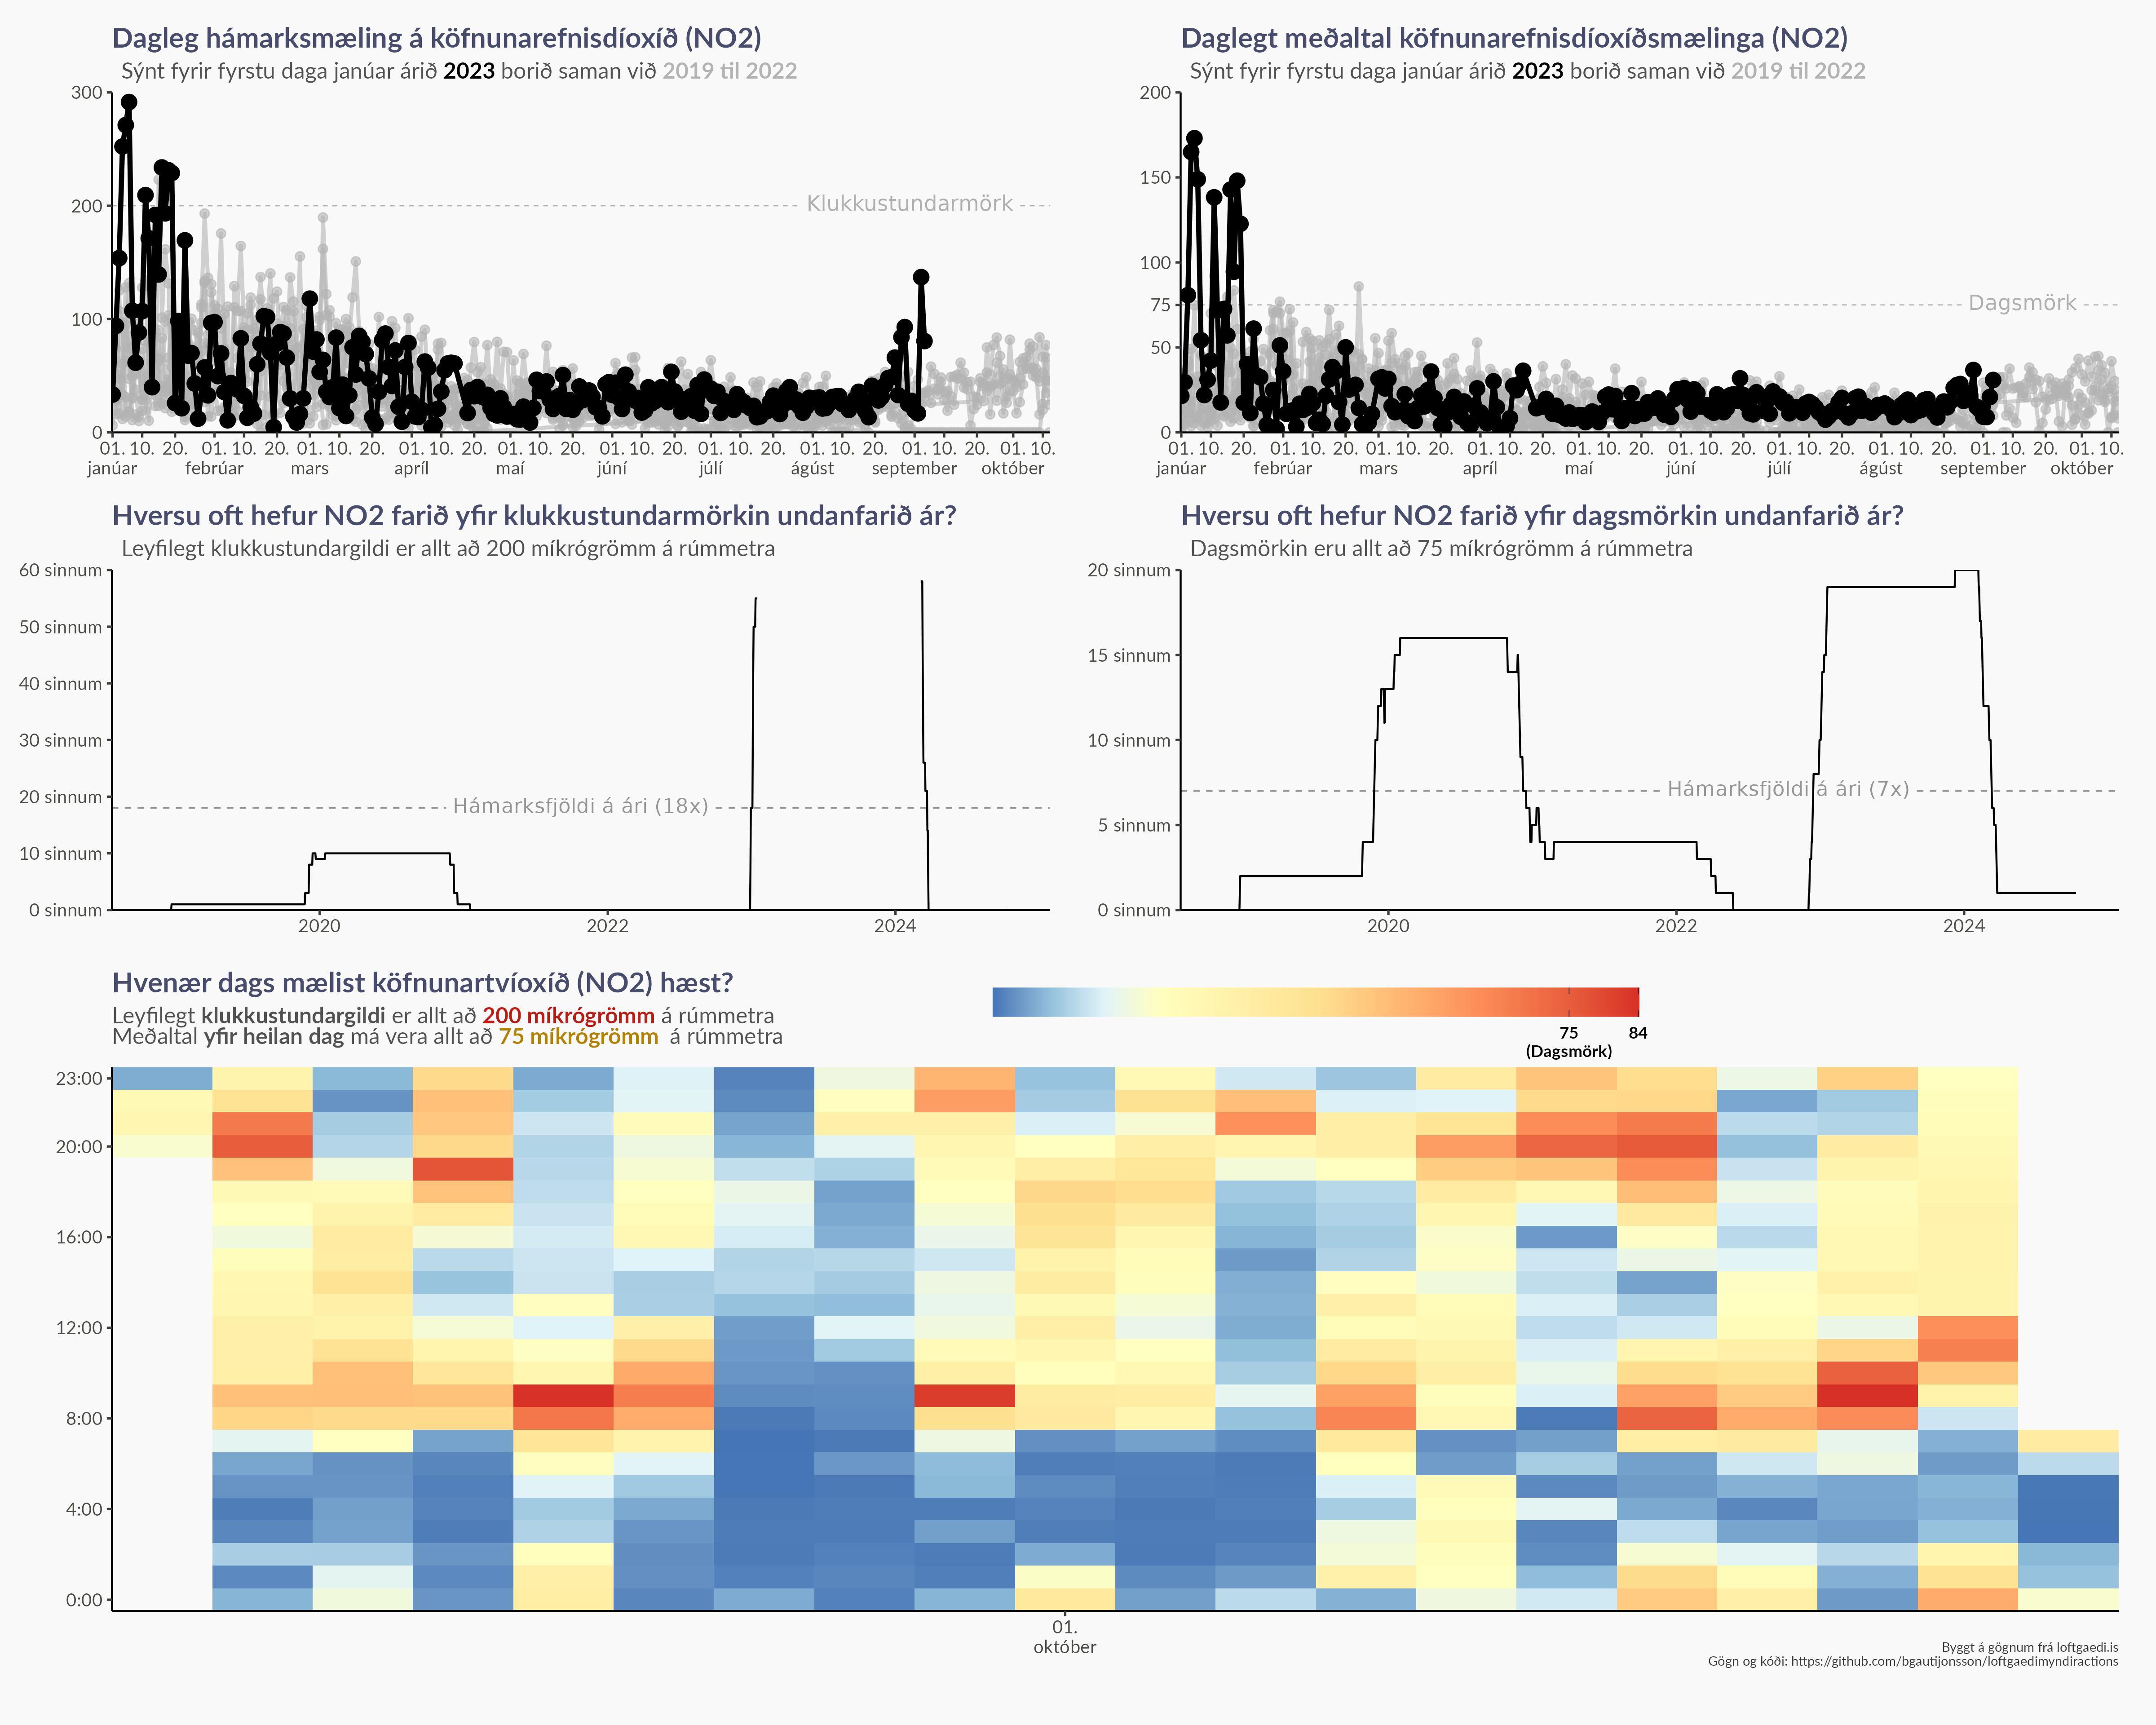 Dagleg hámarksmæling á köfnunarefnisdíoxíð (NO2)
Sýnt fyrir fyrstu daga janúar árið 2023 borið saman við 2019 til 2022
300
200
100
0
Klukkustundarmörk
01. 10. 20. 01. 10. 20. 01. 10. 20. 01. 10. 20. 01. 10. 20. 01. 10. 20. 01. 10. 20. 01. 10. 20. 01. 10. 20. 01. 10.
janúar febrúar mars apríl maí júní júlí ágúst september október
Daglegt meðaltal köfnunarefnisdíoxíðsmælinga (NO2)
Sýnt fyrir fyrstu daga janúar árið 2023 borið saman við 2019 til 2022
200
150
100
75
50
0
Dagsmörk
01. 10. 20. 01. 10. 20. 01. 10. 20. 01. 10. 20. 01. 10. 20. 01. 10. 20. 01. 10. 20. 01. 10. 20. 01. 10. 20. 01. 10.
janúar febrúar mars apríl maí júní júlí ágúst september október
Hversu oft hefur NO2 farið yfir klukkustundarmörkin undanfarið ár?
Leyfilegt klukkustundargildi er allt að 200 míkrógrömm á rúmmetra
60 sinnum
50 sinnum
40 sinnum
30 sinnum
20 sinnum
10 sinnum
0 sinnum
Hámarksfjöldi á ári (18x)
2020 2022 2024
Hversu oft hefur NO2 farið yfir dagsmörkin undanfarið ár?
Dagsmörkin eru allt að 75 míkrógrömm á rúmmetra
20 sinnum
15 sinnum
10 sinnum
5 sinnum
0 sinnum
Hámarksfjöldi á ári (7x)
2020 2022 2024
Hvenær dags mælist köfnunartvíoxíð (NO2) hæst?
Leyfilegt klukkustundargildi er allt að 200 míkrógrömm á rúmmetra
Meðaltal yfir heilan dag má vera allt að 75 míkrógrömm á rúmmetra
75 84
(Dagsmörk)
23:00
20:00
16:00
12:00
8:00
4:00
0:00
01.
október
Byggt á gögnum frá loftgaedi.is
Gögn og kóði: https://github.com/bgautijonsson/loftgaedimyndiractions